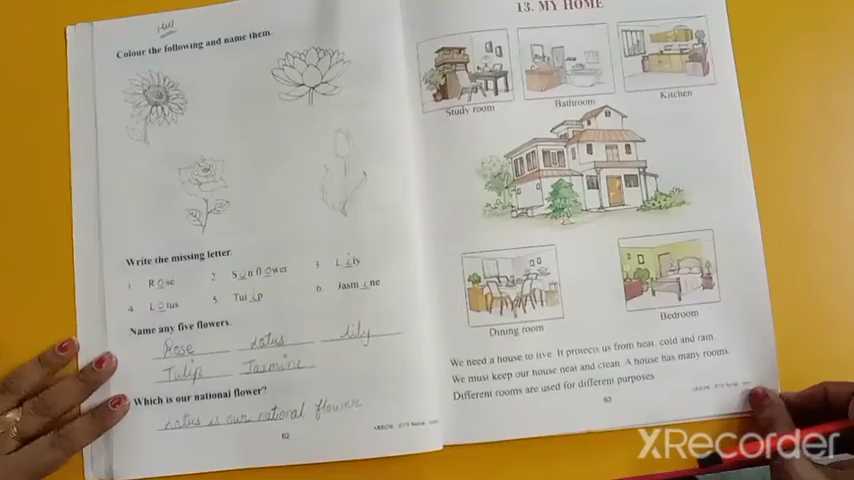 Colour the following and name them.
Write the missing letter.
1 Rose 2 Sunflower 3 Lily
4 Lotus 5 Tulip 6 Jasmine
Name any five flowers.
Rose Lotus Lily
Tulip Jasmine
Which is our national flower?
Lotus is our national flower
62
13. MY HOME
Study room
Bathroom
Kitchen
Dining room
Bedroom
We need a house to live. It protects us from heat, cold and rain.
We must keep our house neat and clean. A house has many rooms
Different rooms are used for different purposes
63
XRecorder